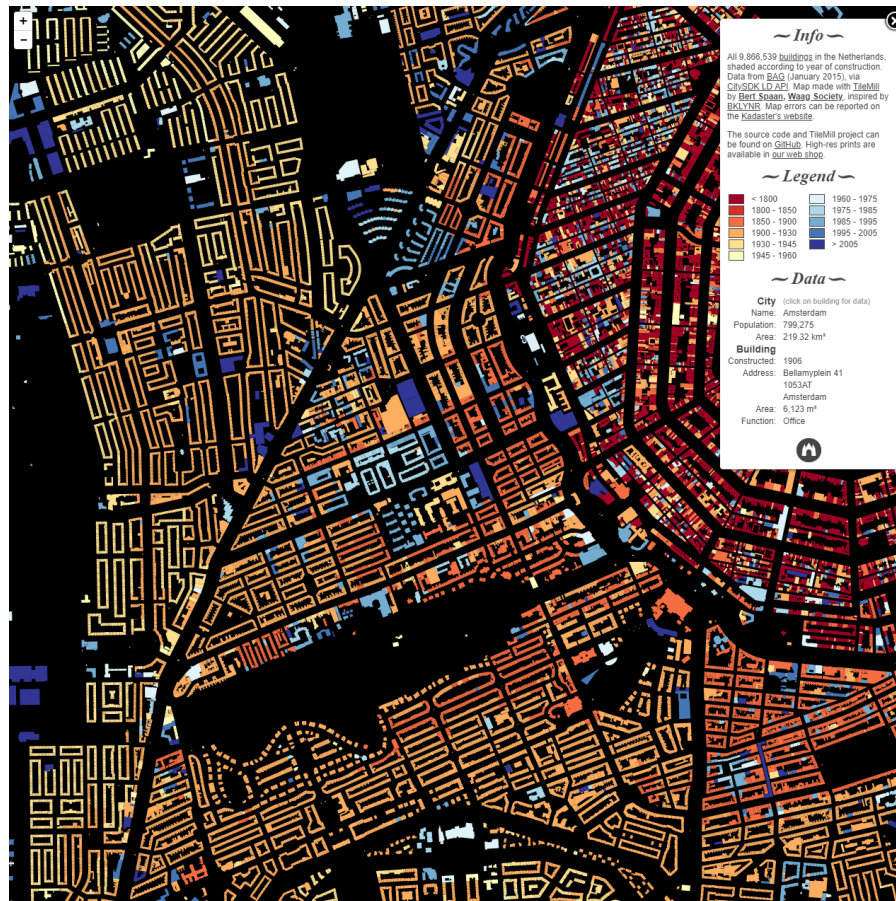 +
−
Info
All 9,866,539 buildings in the Netherlands,
shaded according to year of construction.
Data from BAG (January 2015), via
CitySDK LD API. Map made with TileMill
by Bert Spaan, Waag Society, inspired by
BKLYNR. Map errors can be reported on
the Kadaster's website.
The source code and TileMill project can
be found on GitHub. High-res prints are
available in our web shop.
Legend
< 1800
1800 - 1850
1850 - 1900
1900 - 1930
1930 - 1945
1945 - 1960
1960 - 1975
1975 - 1985
1985 - 1995
1995 - 2005
> 2005
Data
City (click on building for data)
Name: Amsterdam
Population: 799,275
Area: 219.32 km²
Building
Constructed: 1906
Address: Bellamyplein 41
1053AT
Amsterdam
Area: 6,123 m²
Function: Office